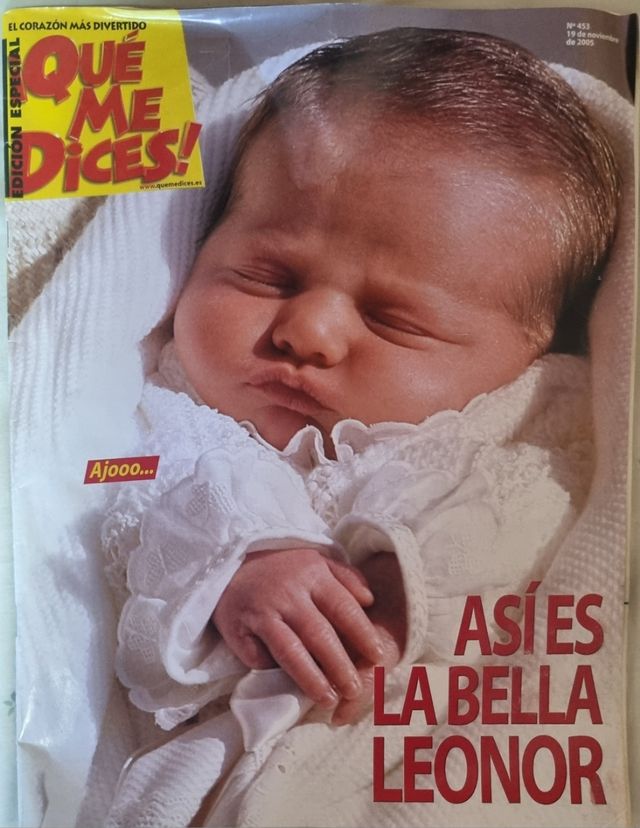 EL CORAZÓN MÁS DIVERTIDO
EDICIÓN ESPECIAL
¡QUÉ
ME
DICES!
www.quemedices.es
Nº 453
19 de noviembre
de 2005
Ajooo...
ASÍ ES
LA BELLA
LEONOR